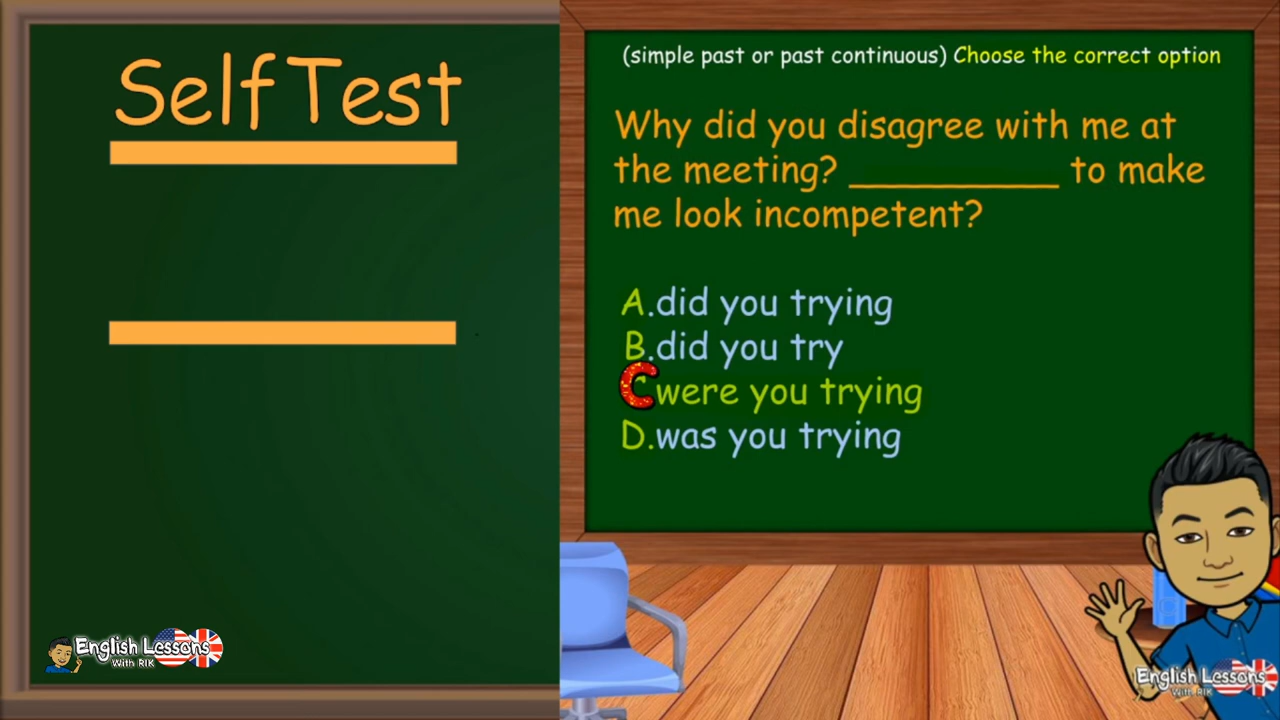 Self Test
English Lessons
With RIK
(simple past or past continuous) Choose the correct option
Why did you disagree with me at
the meeting? __________ to make
me look incompetent?
A.did you trying
B.did you try
C were you trying
D.was you trying
English Lessons
With RIK